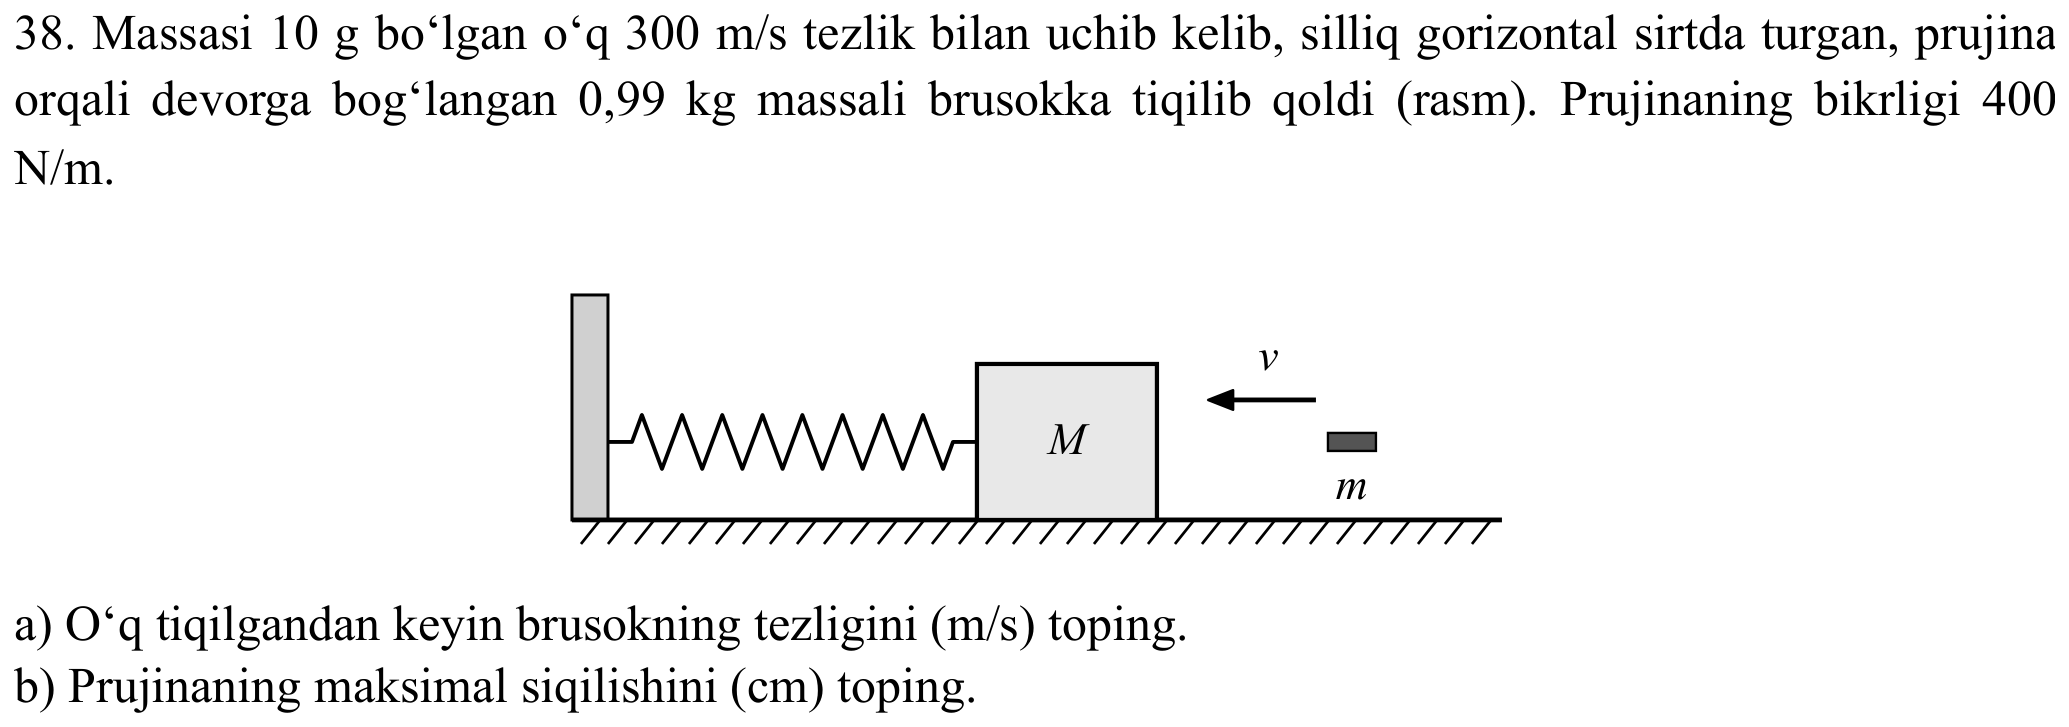 38. Massasi 10 g bo‘lgan o‘q 300 m/s tezlik bilan uchib kelib, silliq gorizontal sirtda turgan, prujina
orqali devorga bog‘langan 0,99 kg massali brusokka tiqilib qoldi (rasm). Prujinaning bikrligi 400
N/m.
v
M
m
a) O‘q tiqilgandan keyin brusokning tezligini (m/s) toping.
b) Prujinaning maksimal siqilishini (cm) toping.